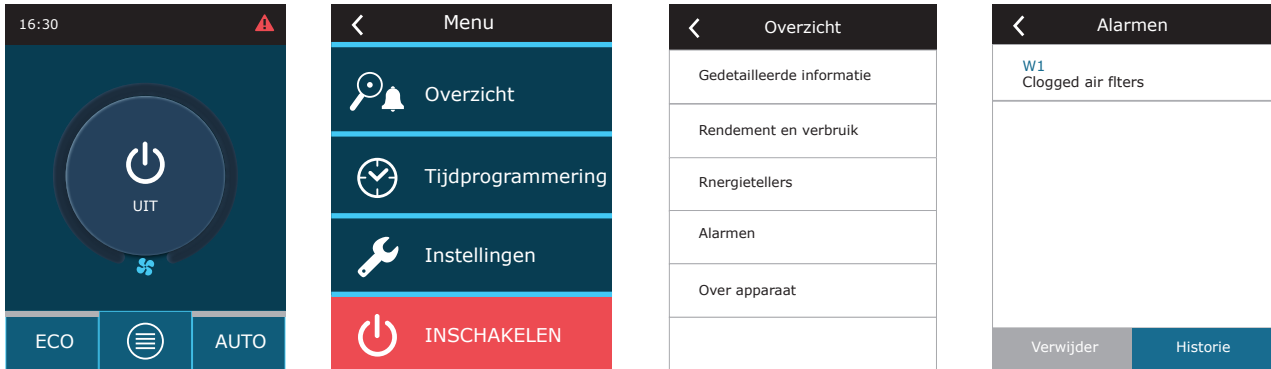 16:30
UIT
ECO
AUTO
Menu
Overzicht
Tijdprogrammering
Instellingen
INSCHAKELEN
Overzicht
Gedetailleerde informatie
Rendement en verbruik
Rnergietellers
Alarmen
Over apparaat
Alarmen
W1
Clogged air flters
Verwijder
Historie